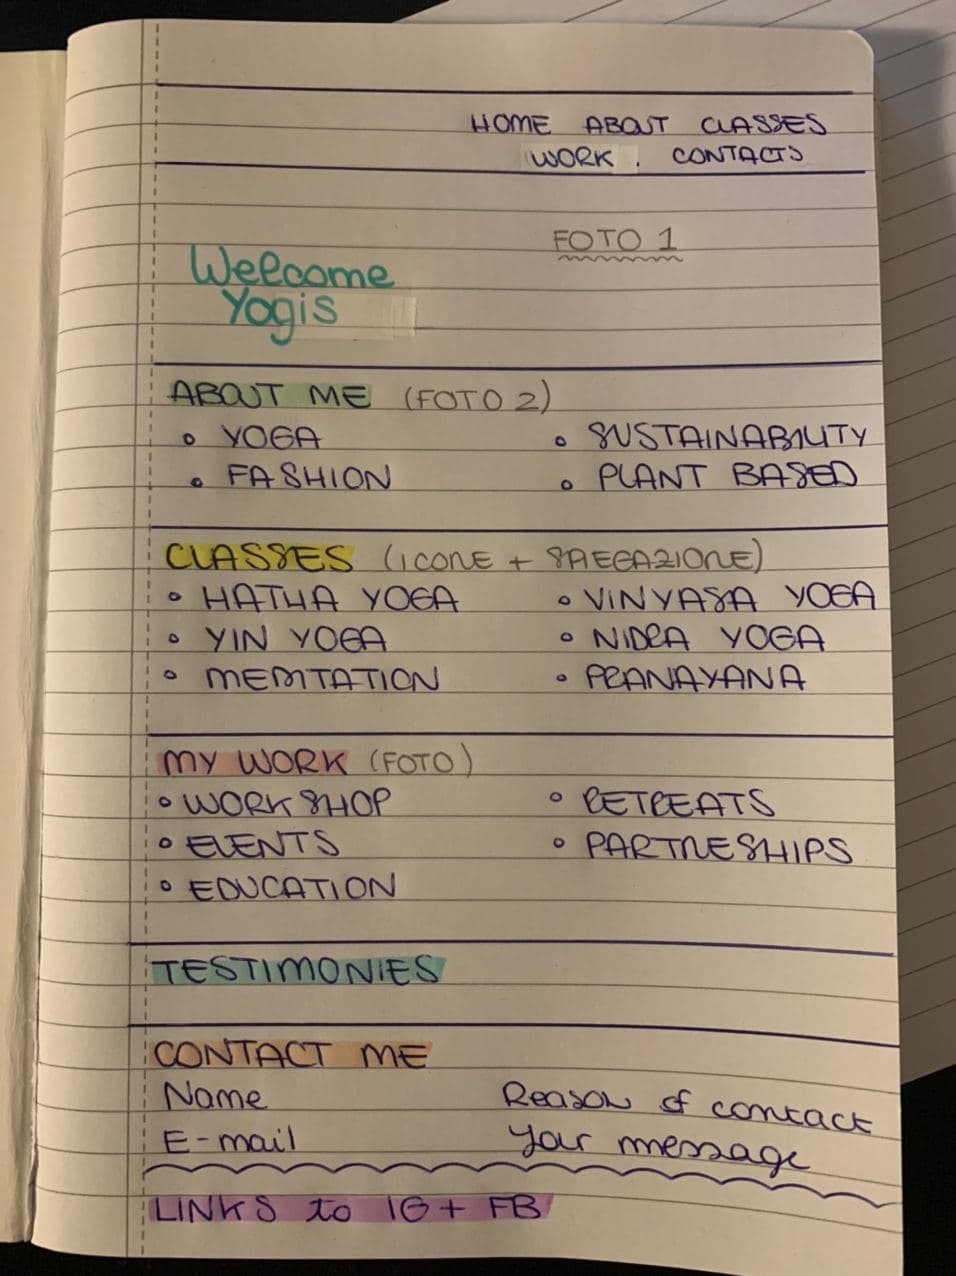 HOME ABOUT CLASSES
WORK . CONTACTS
FOTO 1
Welcome
Yogis
ABOUT ME (FOTO 2)
• YOGA • SUSTAINABILITY
• FASHION • PLANT BASED
CLASSES (ICONE + SPIEGAZIONE)
• HATHA YOGA • VINYASA YOGA
• YIN YOGA • NIDRA YOGA
• MEDITATION • PRANAYANA
MY WORK (FOTO)
• WORKSHOP • RETREATS
• EVENTS • PARTNESHIPS
• EDUCATION
TESTIMONIES
CONTACT ME
Name Reason of contact
E-mail your message
LINKS to IG + FB